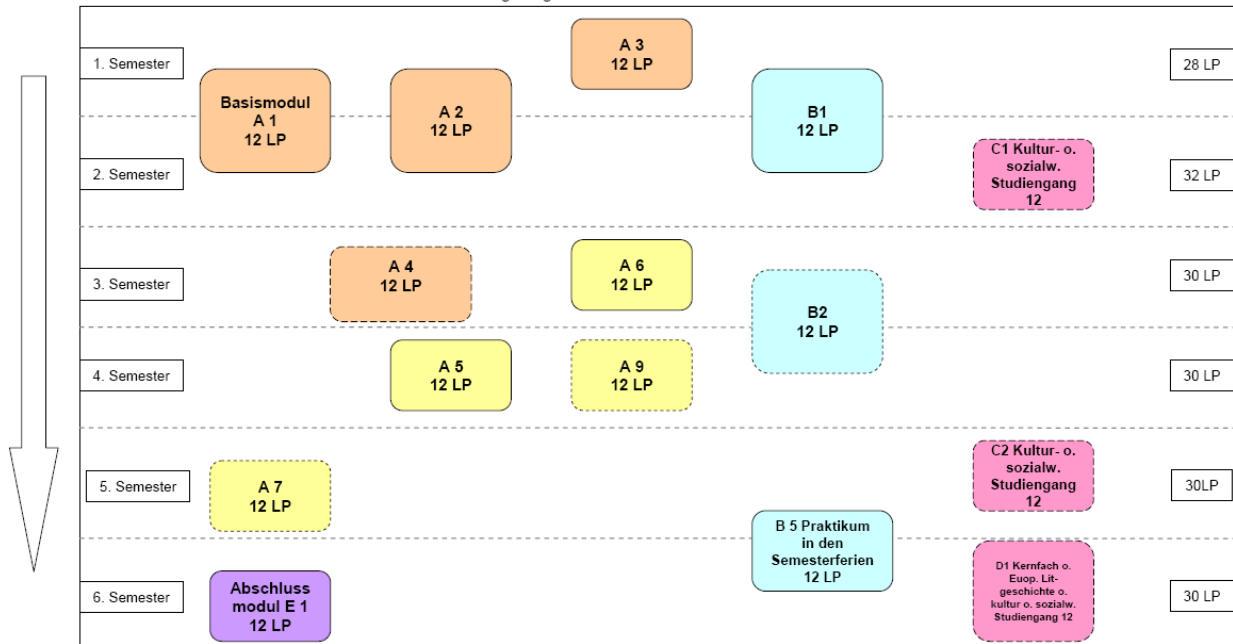 1. Semester
A 3
12 LP
28 LP
Basismodul
A 1
12 LP
A 2
12 LP
B1
12 LP
2. Semester
C1 Kultur- o.
sozialw.
Studiengang
12
32 LP
3. Semester
A 4
12 LP
A 6
12 LP
B2
12 LP
30 LP
4. Semester
A 5
12 LP
A 9
12 LP
30 LP
5. Semester
A 7
12 LP
C2 Kultur- o.
sozialw.
Studiengang
12
30LP
B 5 Praktikum
in den
Semesterferien
12 LP
6. Semester
Abschluss
modul E 1
12 LP
D1 Kernfach o.
Euop. Lit-
geschichte o.
kultur o. sozialw.
Studiengang 12
30 LP